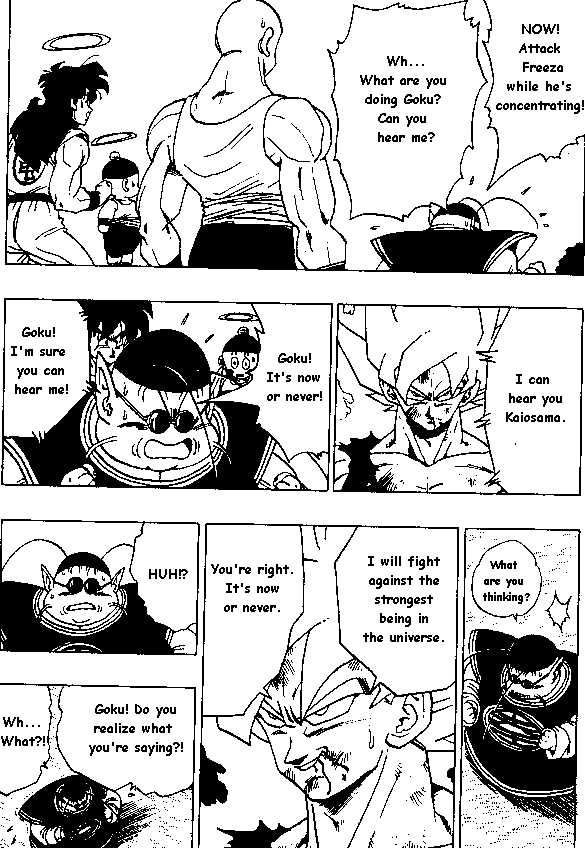 NOW!
Attack
Freeza
while he's
concentrating!
Wh...
What are you
doing Goku?
Can you
hear me?
I can
hear you
Kaiosama.
Goku!
It's now
or never!
Goku!
I'm sure
you can
hear me!
What
are you
thinking?
I will fight
against the
strongest
being in
the universe.
You're right.
It's now
or never.
HUH!?
Goku! Do you
realize what
you're saying?!
Wh...
What?!